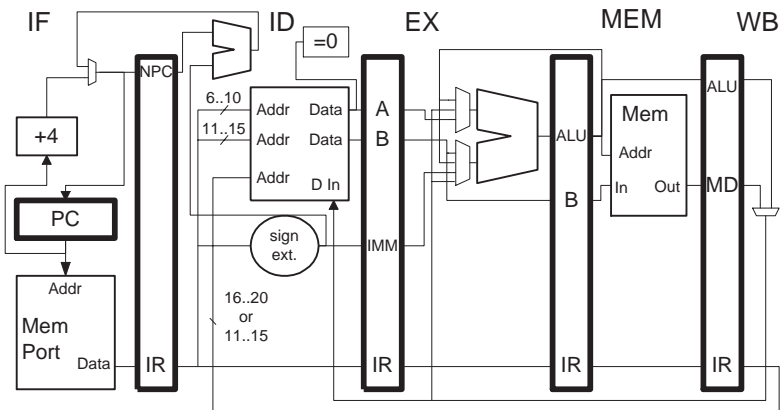 IF ID EX MEM WB
=0
NPC
6..10
Addr Data A
ALU
11..15
Addr Data B
Mem
+4
ALU
Addr
Addr
D In
MD
PC
B
In Out
sign
ext.
IMM
Addr
16..20
or
11..15
Mem
Port
Data
IR IR IR IR